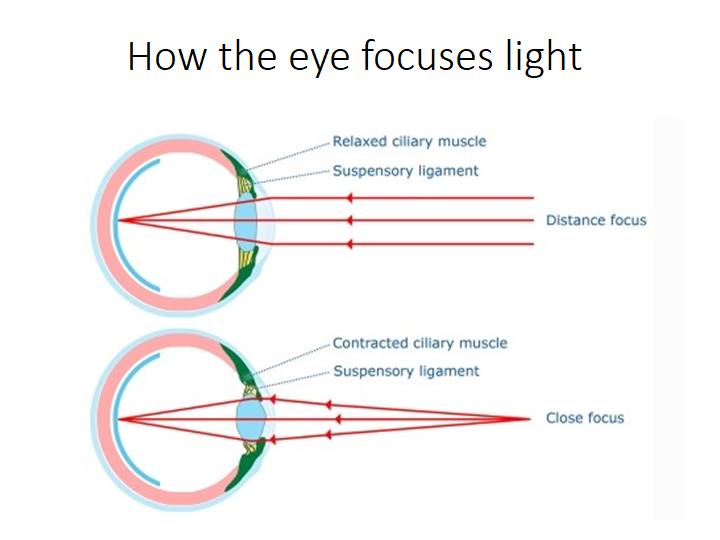 How the eye focuses light
Relaxed ciliary muscle
Suspensory ligament
Distance focus
Contracted ciliary muscle
Suspensory ligament
Close focus